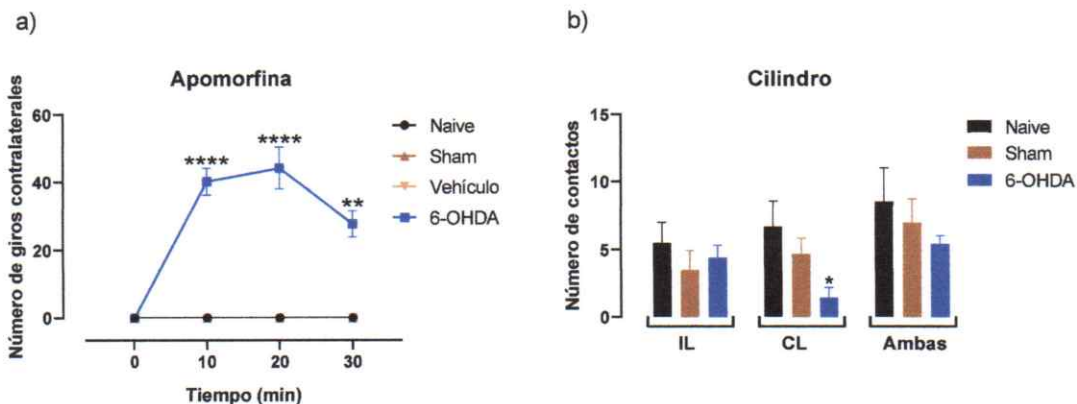 a)
Apomorfina
Número de giros contralaterales
60
40
20
0
****
****
**
0 10 20 30
Tiempo (min)
Naive
Sham
Vehículo
6-OHDA
b)
Cilindro
Número de contactos
15
10
5
0
*
IL CL Ambas
Naive
Sham
6-OHDA